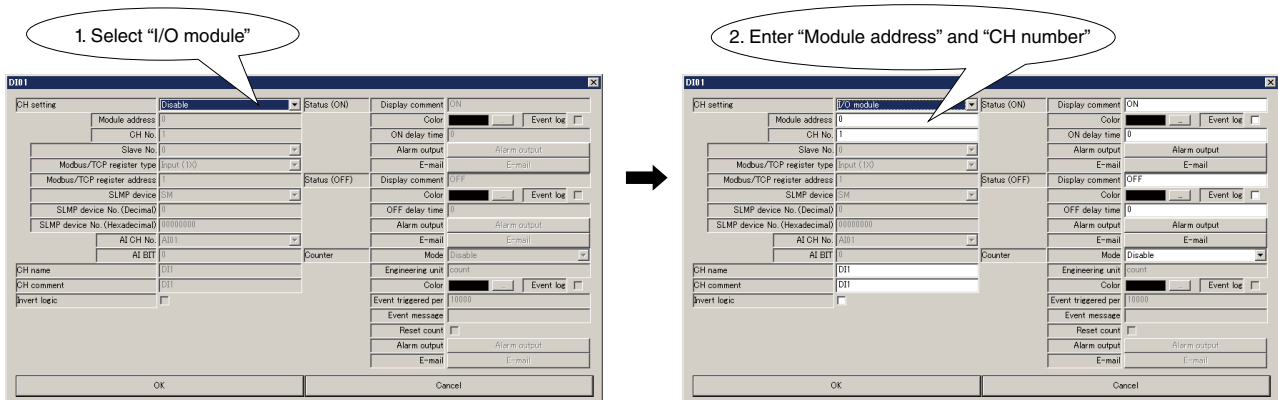 1. Select “I/O module”
DI01
CH setting Disable Status (ON) Display comment ON
Module address 0 Color ... Event log
CH No. 1 ON delay time 0
Slave No. 0 Alarm output Alarm output
Modbus/TCP register type Input (1X) E-mail E-mail
Modbus/TCP register address 1 Status (OFF) Display comment OFF
SLMP device SM Color ... Event log
SLMP device No. (Decimal) 0 OFF delay time 0
SLMP device No. (Hexadecimal) 00000000 Alarm output Alarm output
AI CH No. AI01 E-mail E-mail
AI BIT 0 Counter Mode Disable
CH name DI1 Engineering unit count
CH comment DI1 Color ... Event log
Invert logic Event triggered per 10000
Event message
Reset count
Alarm output Alarm output
E-mail E-mail
OK Cancel
2. Enter “Module address” and “CH number”
DI01
CH setting I/O module Status (ON) Display comment ON
Module address 0 Color ... Event log
CH No. 1 ON delay time 0
Slave No. 0 Alarm output Alarm output
Modbus/TCP register type Input (1X) E-mail E-mail
Modbus/TCP register address 1 Status (OFF) Display comment OFF
SLMP device SM Color ... Event log
SLMP device No. (Decimal) 0 OFF delay time 0
SLMP device No. (Hexadecimal) 00000000 Alarm output Alarm output
AI CH No. AI01 E-mail E-mail
AI BIT 0 Counter Mode Disable
CH name DI1 Engineering unit count
CH comment DI1 Color ... Event log
Invert logic Event triggered per 10000
Event message
Reset count
Alarm output Alarm output
E-mail E-mail
OK Cancel